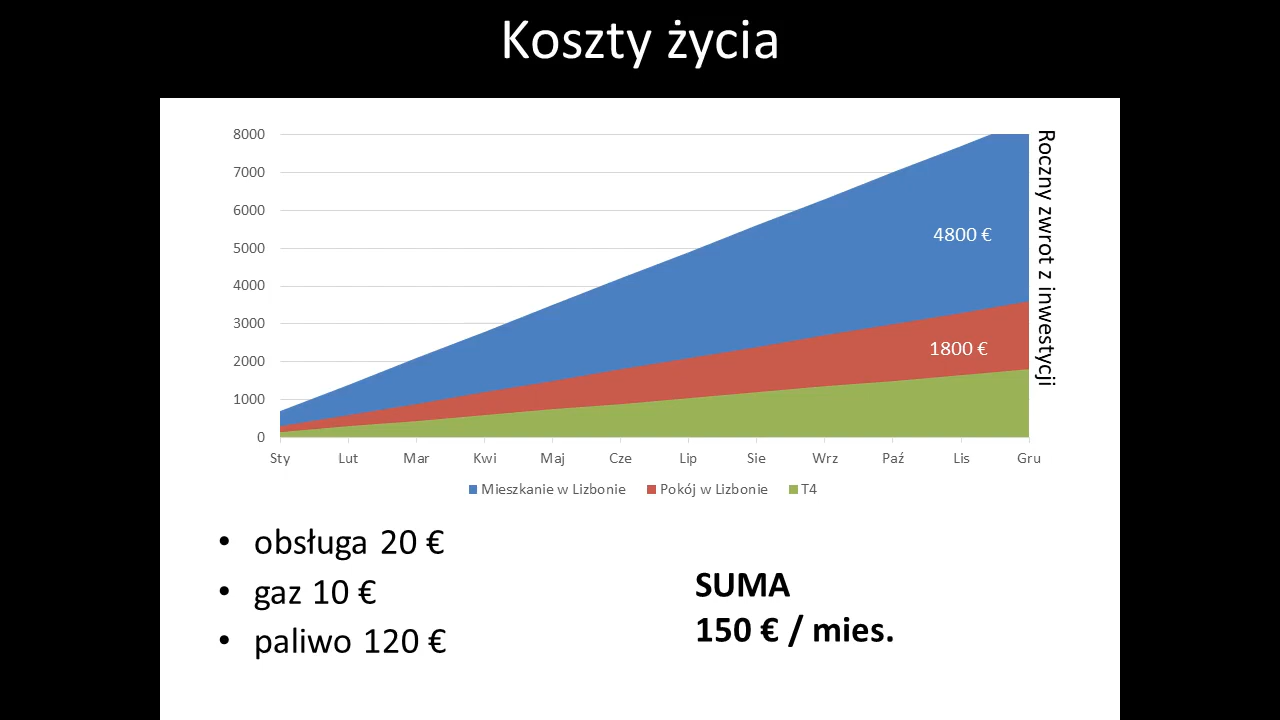 Koszty życia
8000
7000
6000
5000
4000
3000
2000
1000
0
4800 €
1800 €
Roczny zwrot z inwestycji
Sty Lut Mar Kwi Maj Cze Lip Sie Wrz Paź Lis Gru
Mieszkanie w Lizbonie Pokój w Lizbonie T4
• obsługa 20 €
• gaz 10 €
• paliwo 120 €
SUMA
150 € / mies.